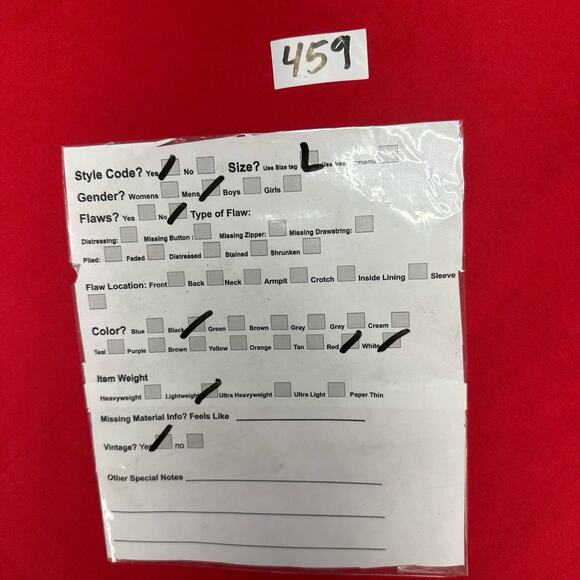 459
Style Code? Yes No Size? Use Size tag L Use
Gender? Womens Mens Boys Girls
Flaws? Yes No Type of Flaw:
Distressing: Missing Button : Missing Zipper: Missing Drawstring:
Piled: Faded Distressed Stained Shrunken
Flaw Location: Front Back Neck Armpit Crotch Inside Lining Sleeve
Color? Blue Black Green Brown Gray Gray Cream
Teal Purple Brown Yellow Orange Tan Red White
Item Weight
Heavyweight Lightweight Ultra Heavyweight Ultra Light Paper Thin
Missing Material Info? Feels Like
Vintage? Yes no
Other Special Notes